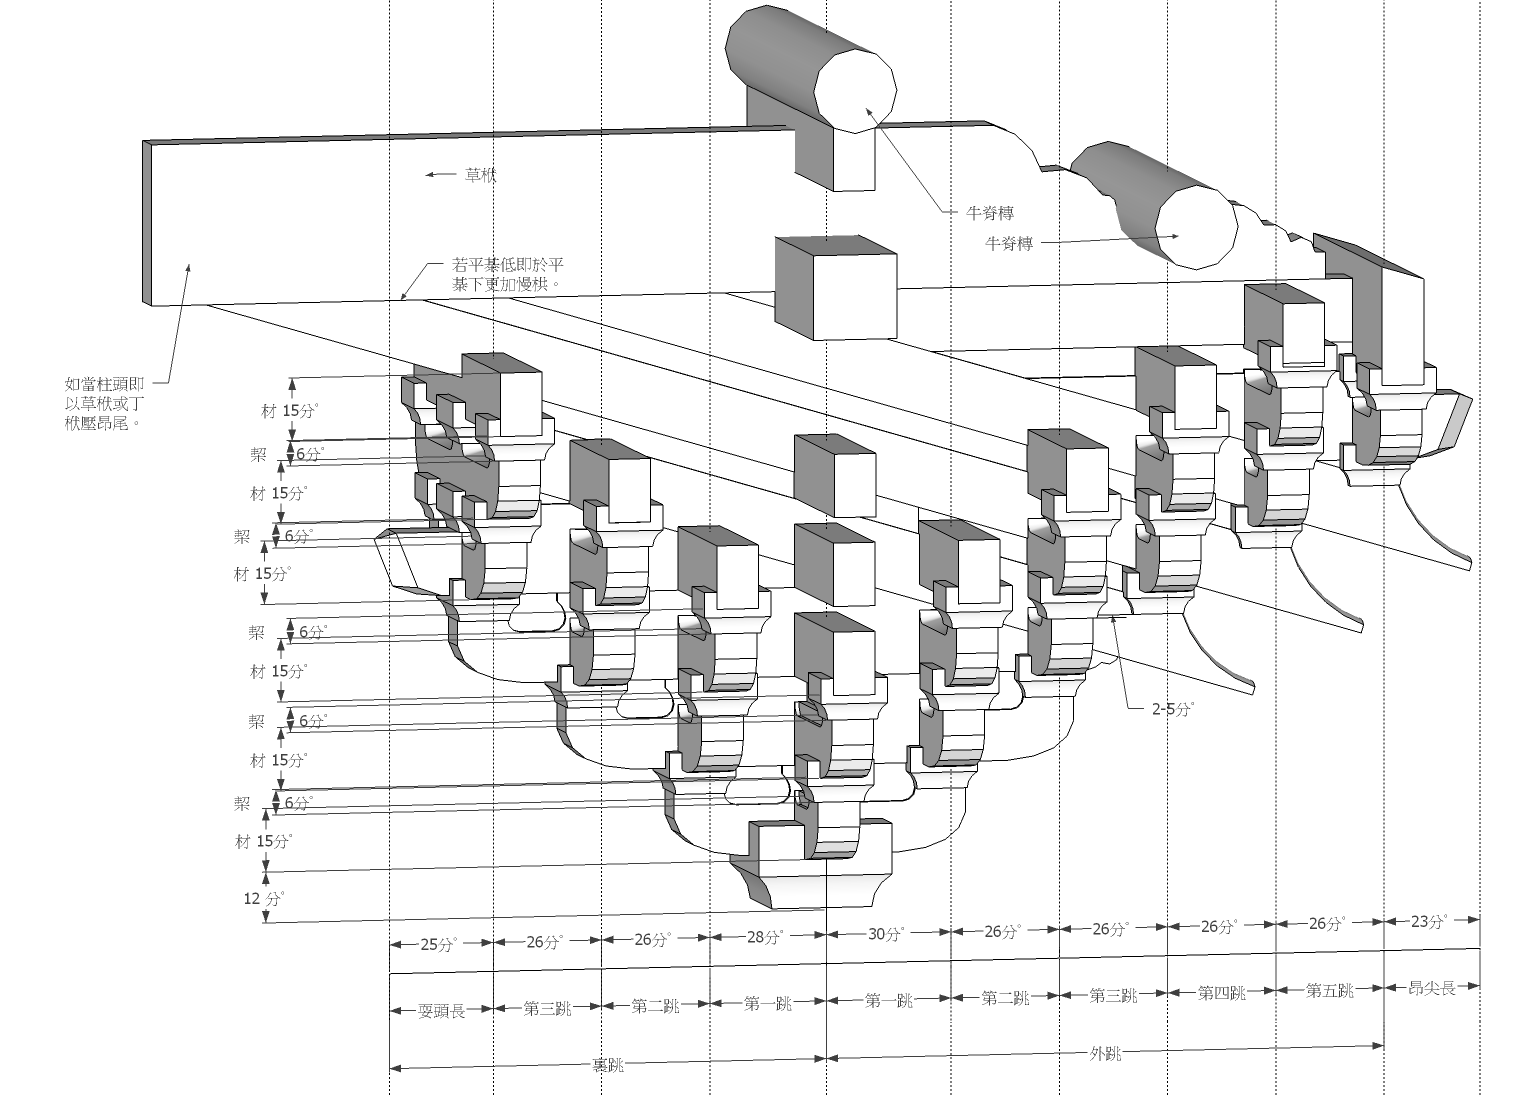 草栿
牛脊槫
牛脊槫
若平棊低即於平
棊下更加慢栱。
如當柱頭即
以草栿或丁
栿壓昂尾。
材 15分°
栔 6分°
材 15分°
栔 6分°
材 15分°
栔 6分°
材 15分°
栔 6分°
材 15分°
栔 6分°
材 15分°
12 分°
2-5分°
25分° 26分° 26分° 28分° 30分° 26分° 26分° 26分° 26分° 23分°
耍頭長 第三跳 第二跳 第一跳 第一跳 第二跳 第三跳 第四跳 第五跳 昂尖長
裏跳 外跳